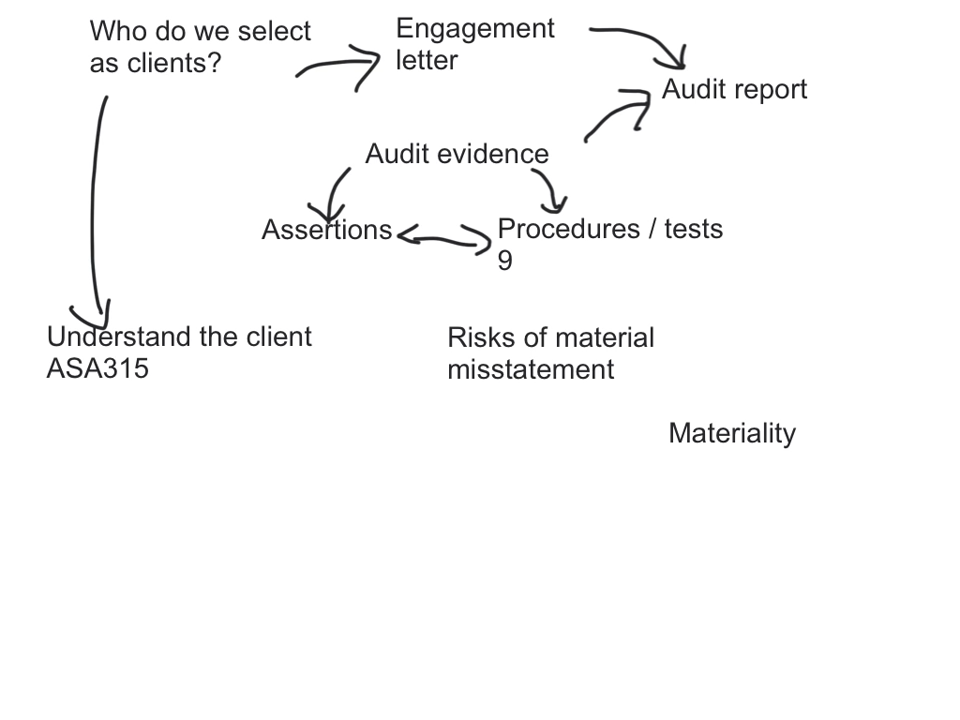 Who do we select
as clients?
Engagement
letter
Audit report
Audit evidence
Assertions
Procedures / tests
9
Understand the client
ASA315
Risks of material
misstatement
Materiality